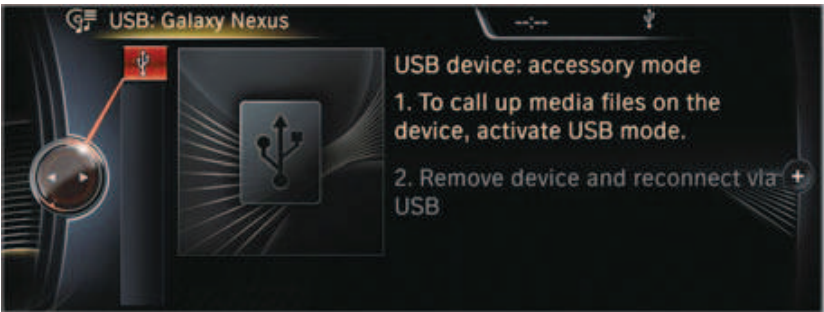 USB: Galaxy Nexus
--:--
USB device: accessory mode
1. To call up media files on the
device, activate USB mode.
2. Remove device and reconnect via
USB